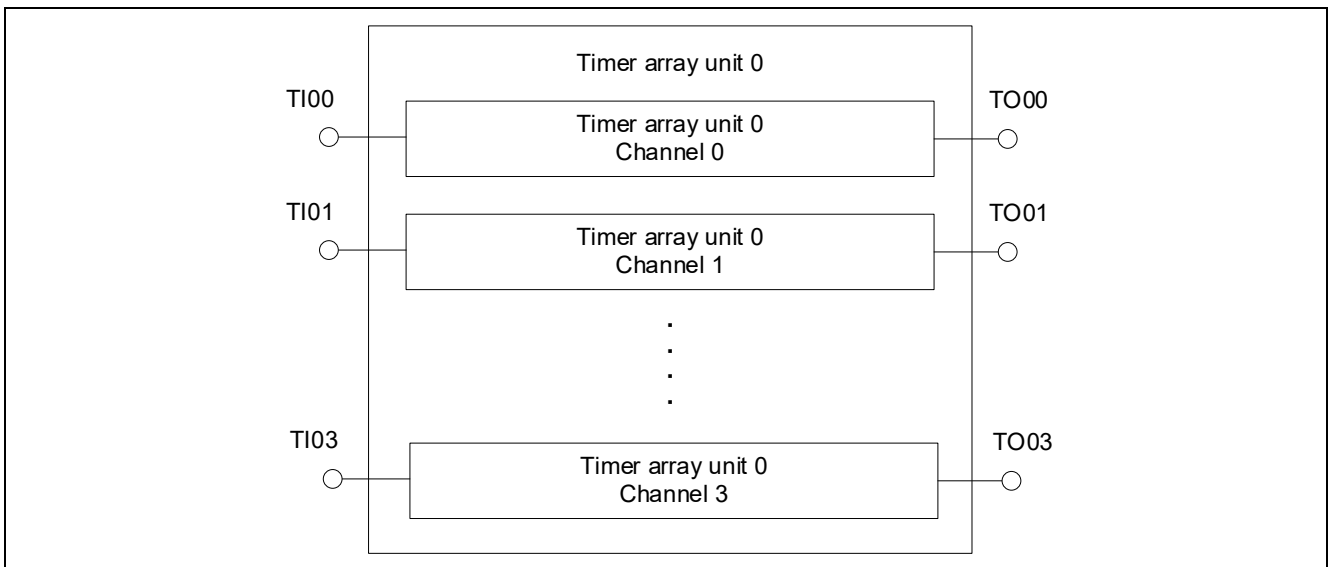 Timer array unit 0
TI00
Timer array unit 0
Channel 0
TO00
TI01
Timer array unit 0
Channel 1
TO01
TI03
Timer array unit 0
Channel 3
TO03